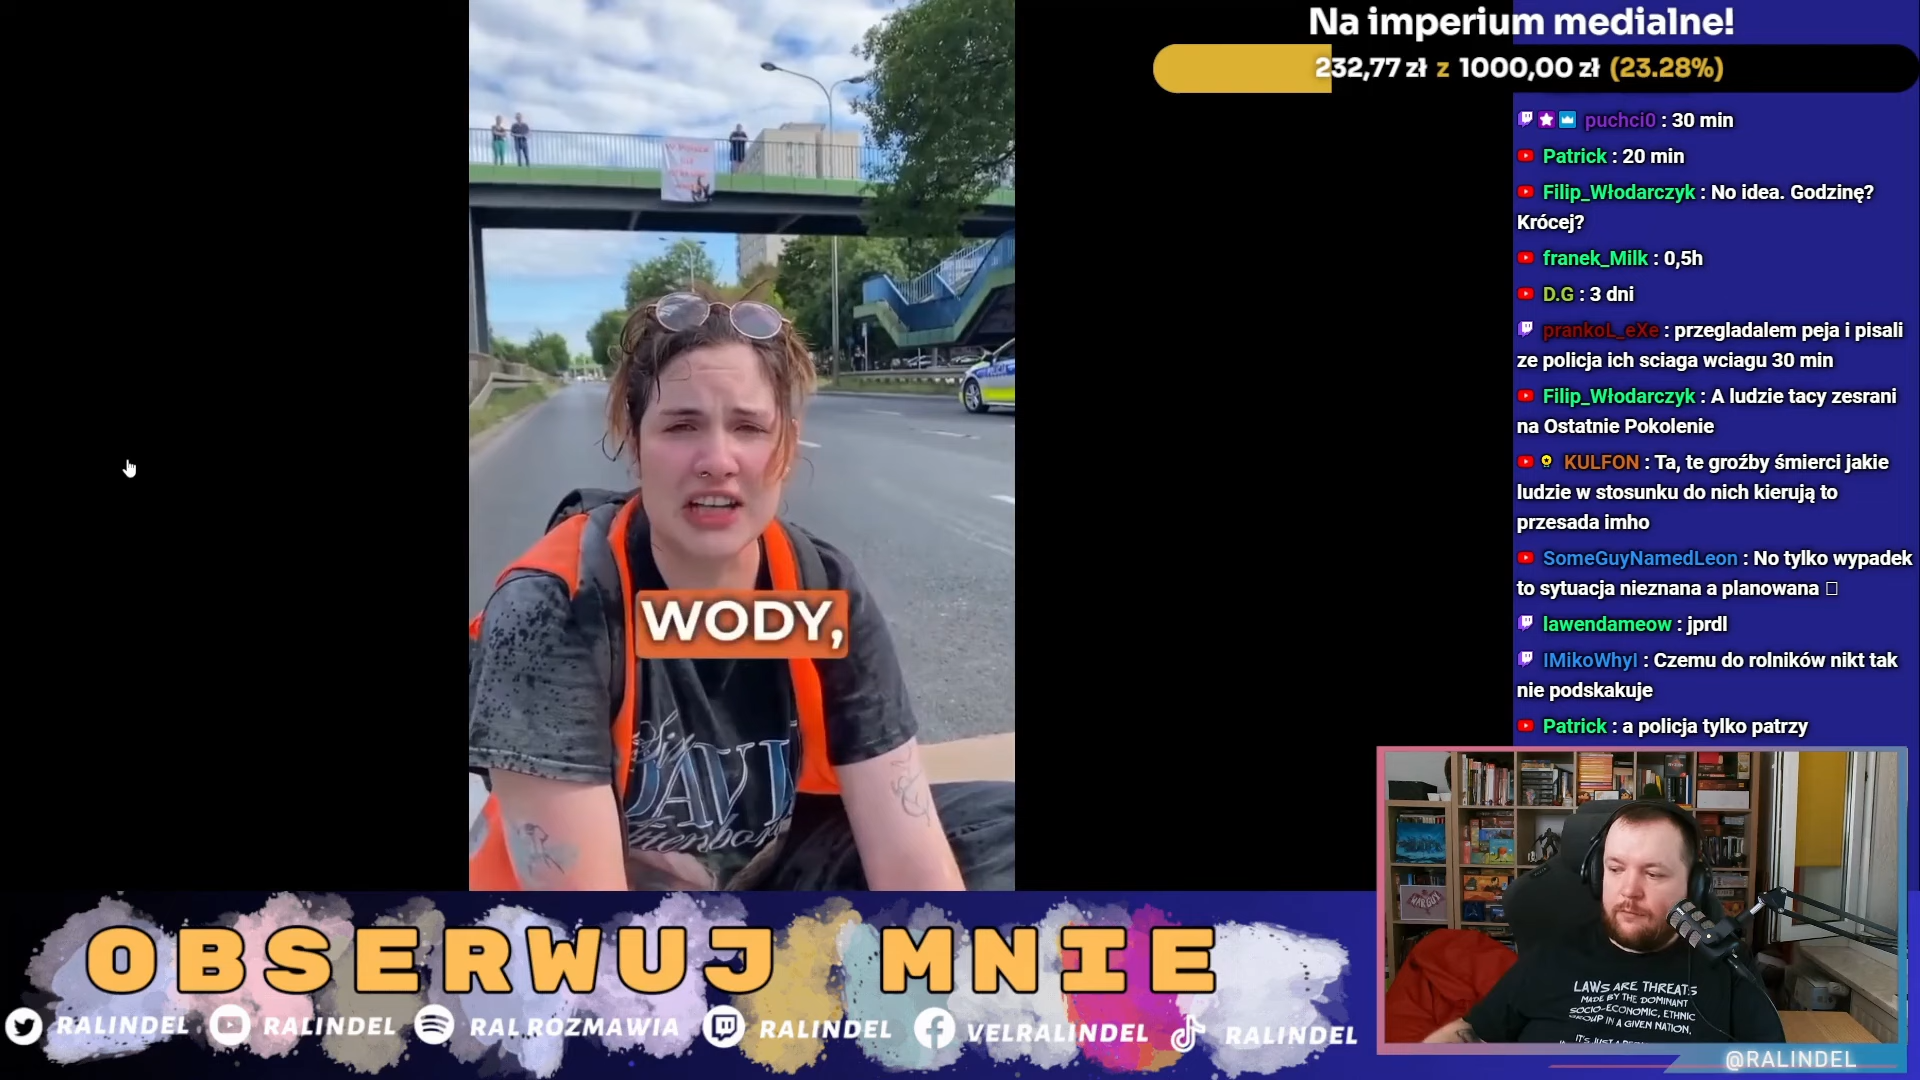 Na imperium medialne!
232,77 zł z 1000,00 zł (23.28%)
puchci0 : 30 min
Patrick : 20 min
Filip_Włodarczyk : No idea. Godzinę?
Krócej?
franek_Milk : 0,5h
D.G : 3 dni
prankoL_eXe : przegladalem peja i pisali
ze policja ich sciaga wciagu 30 min
Filip_Włodarczyk : A ludzie tacy zesrani
na Ostatnie Pokolenie
KULFON : Ta, te groźby śmierci jakie
ludzie w stosunku do nich kierują to
przesada imho
SomeGuyNamedLeon : No tylko wypadek
to sytuacja nieznana a planowana
lawendameow : jprdl
IMikoWhyI : Czemu do rolników nikt tak
nie podskakuje
Patrick : a policja tylko patrzy
W Polsce
WODY,
LAWS ARE THREATS
MADE BY THE DOMINANT
SOCIO-ECONOMIC, ETHNIC
GROUP IN A GIVEN NATION.
@RALINDEL
OBSERWUJ MNIE
RALINDEL RALINDEL RAL ROZMAWIA RALINDEL VELRALINDEL RALINDEL